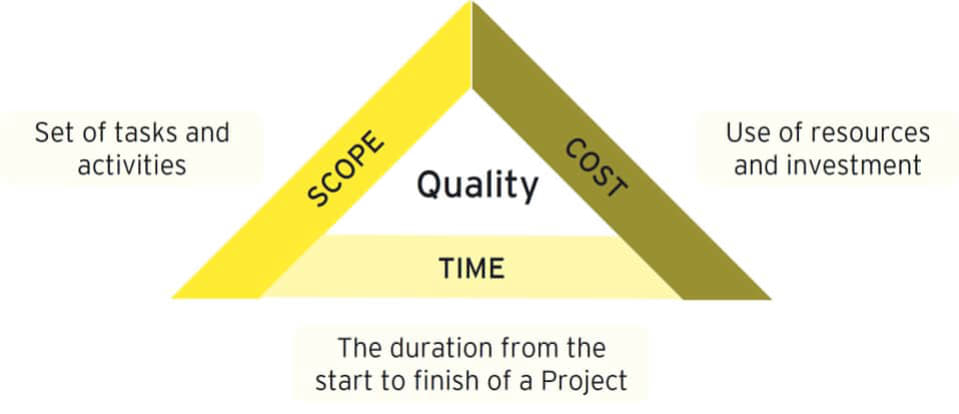 Set of tasks and
activities
SCOPE
Quality
COST
Use of resources
and investment
TIME
The duration from the
start to finish of a Project